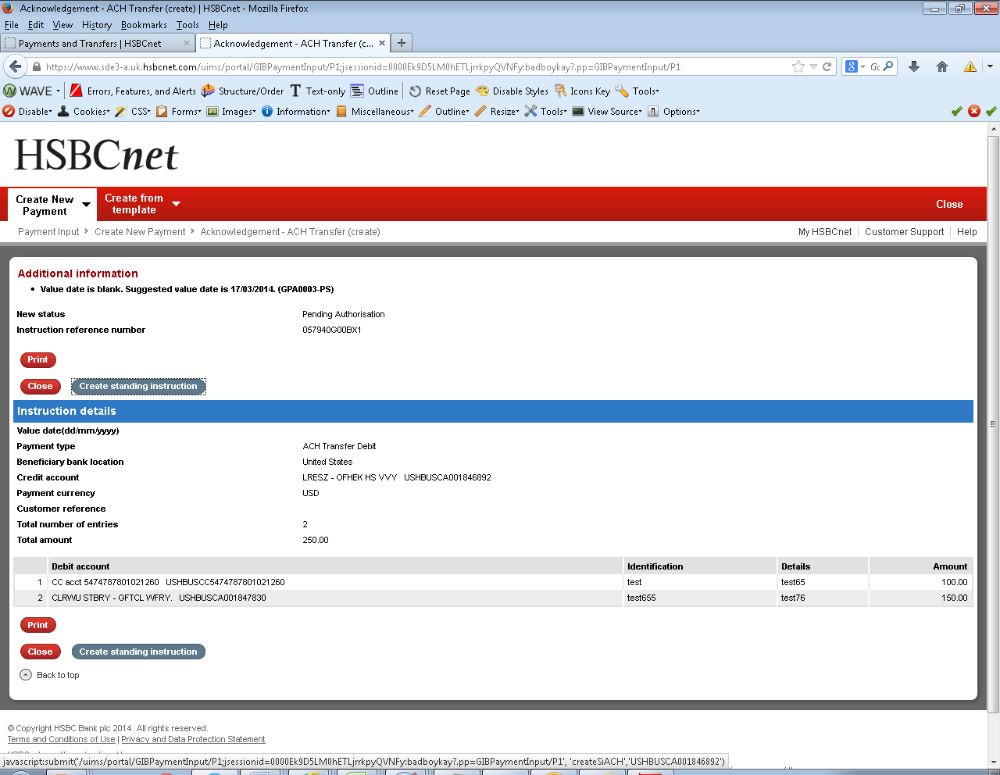 Acknowledgement - ACH Transfer (create) | HSBCnet - Mozilla Firefox
File Edit View History Bookmarks Tools Help
Payments and Transfers | HSBCnet × Acknowledgement - ACH Transfer (c... × +
https://www.sde3-a.uk.hsbcnet.com/uims/portal/GIBPaymentInput/P1;jsessionid=0000Ek9D5LM0hETLjrrkpyQVNFy:badboykay?.pp=GIBPaymentInput/P1 8 Go
WAVE Errors, Features, and Alerts Structure/Order Text-only Outline Reset Page Disable Styles Icons Key Tools
Disable Cookies CSS Forms Images Information Miscellaneous Outline Resize Tools View Source Options
HSBCnet
Create New Payment Create from template Close
Payment Input > Create New Payment > Acknowledgement - ACH Transfer (create) My HSBCnet Customer Support Help
Additional information
• Value date is blank. Suggested value date is 17/03/2014. (GPA0003-PS)
New status Pending Authorisation
Instruction reference number 057940G00BX1
Print
Close Create standing instruction
Instruction details
Value date(dd/mm/yyyy)
Payment type ACH Transfer Debit
Beneficiary bank location United States
Credit account LRESZ - OFHEK HS VVY USHBUSCA001846892
Payment currency USD
Customer reference
Total number of entries 2
Total amount 250.00
Debit account Identification Details Amount
1 CC acct 5474787801021260 USHBUSCC5474787801021260 test test65 100.00
2 CLRWU STBRY - GFTCL WFRY. USHBUSCA001847830 test655 test76 150.00
Print
Close Create standing instruction
Back to top
© Copyright HSBC Bank plc 2014. All rights reserved.
Terms and Conditions of Use | Privacy and Data Protection Statement
javascript:submit('/uims/portal/GIBPaymentInput/P1;jsessionid=0000Ek9D5LM0hETLjrrkpyQVNFy:badboykay?.pp=GIBPaymentInput/P1', 'createSiACH','USHBUSCA001846892')